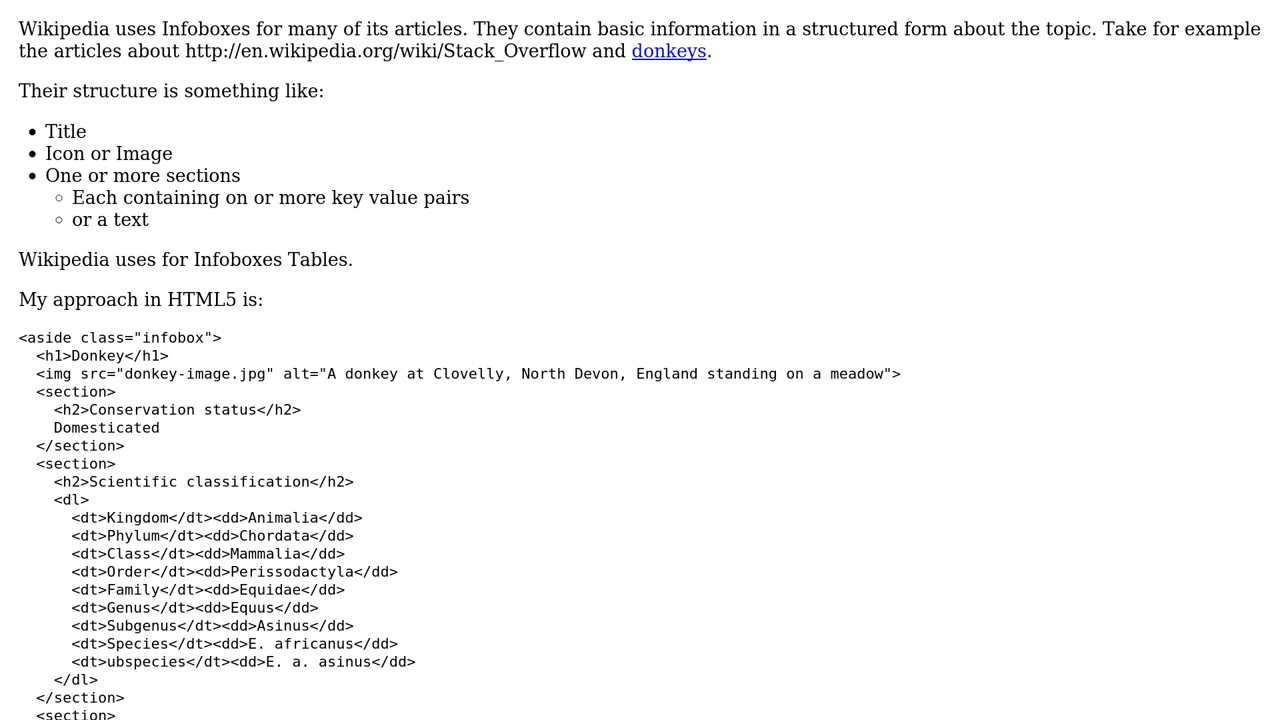 Wikipedia uses Infoboxes for many of its articles. They contain basic information in a structured form about the topic. Take for example
the articles about http://en.wikipedia.org/wiki/Stack_Overflow and donkeys.
Their structure is something like:
Title
Icon or Image
One or more sections
Each containing on or more key value pairs
or a text
Wikipedia uses for Infoboxes Tables.
My approach in HTML5 is:
<aside class="infobox">
  <h1>Donkey</h1>
  <img src="donkey-image.jpg" alt="A donkey at Clovelly, North Devon, England standing on a meadow">
  <section>
    <h2>Conservation status</h2>
    Domesticated
  </section>
  <section>
    <h2>Scientific classification</h2>
    <dl>
      <dt>Kingdom</dt><dd>Animalia</dd>
      <dt>Phylum</dt><dd>Chordata</dd>
      <dt>Class</dt><dd>Mammalia</dd>
      <dt>Order</dt><dd>Perissodactyla</dd>
      <dt>Family</dt><dd>Equidae</dd>
      <dt>Genus</dt><dd>Equus</dd>
      <dt>Subgenus</dt><dd>Asinus</dd>
      <dt>Species</dt><dd>E. africanus</dd>
      <dt>ubspecies</dt><dd>E. a. asinus</dd>
    </dl>
  </section>
  <section>